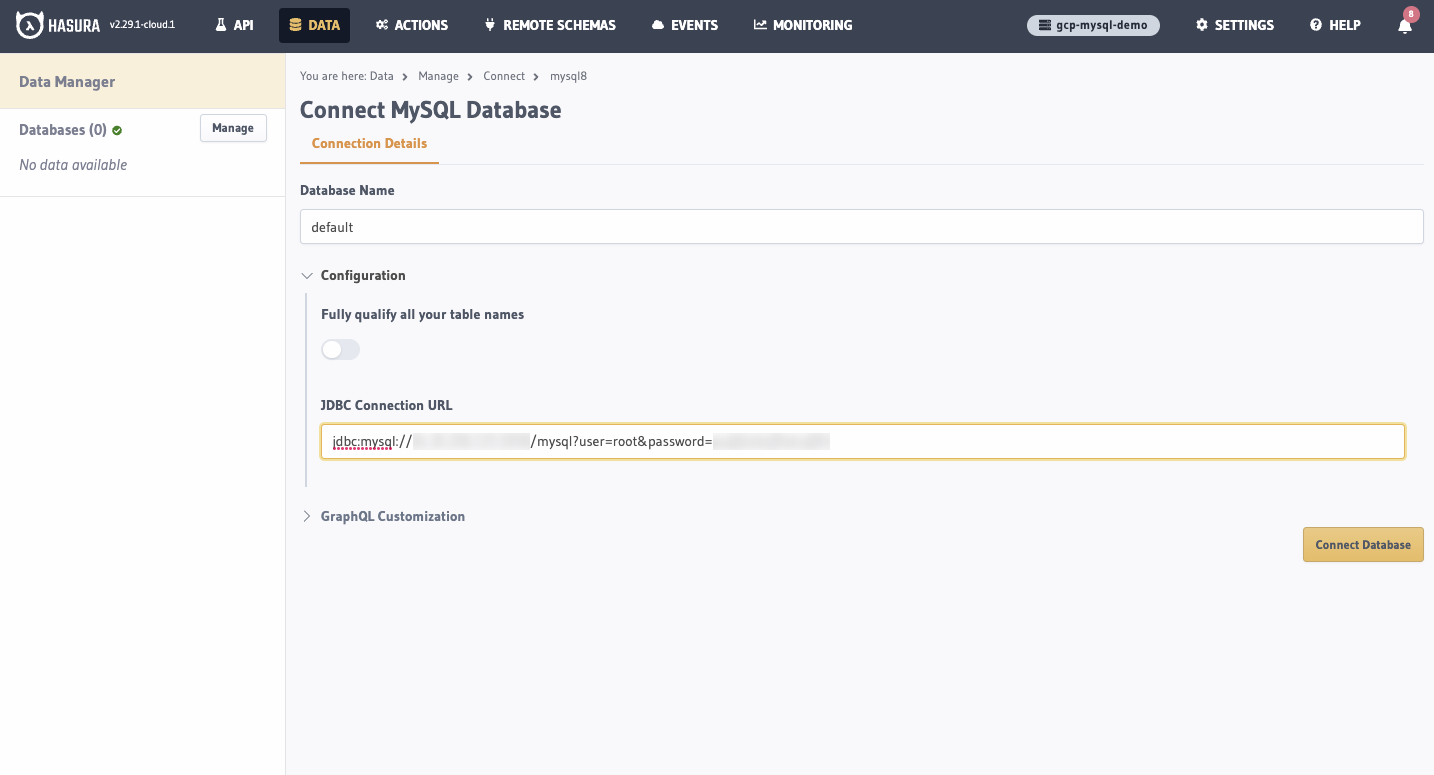 HASURA v2.29.1-cloud.1 API DATA ACTIONS REMOTE SCHEMAS EVENTS MONITORING gcp-mysql-demo SETTINGS HELP 8
Data Manager
Databases (0) Manage
No data available
You are here: Data > Manage > Connect > mysql8
Connect MySQL Database
Connection Details
Database Name
default
Configuration
Fully qualify all your table names
JDBC Connection URL
jdbc:mysql:// /mysql?user=root&password=
GraphQL Customization
Connect Database